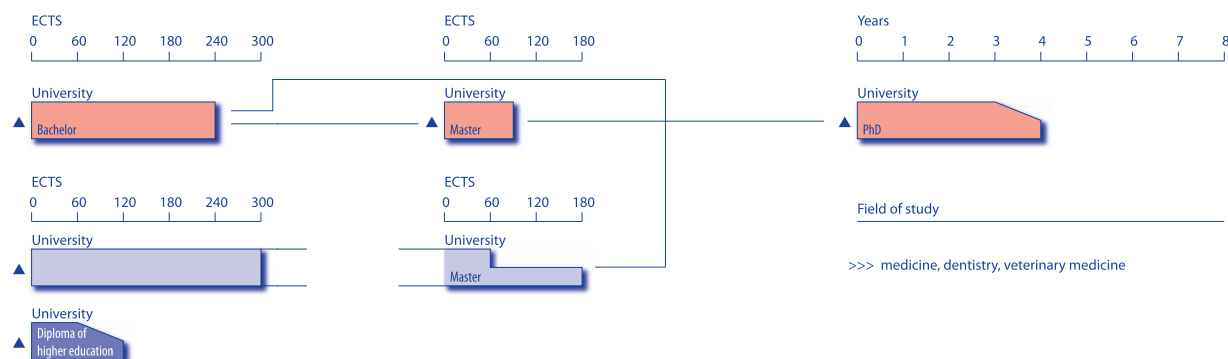 ECTS
0 60 120 180 240 300
ECTS
0 60 120 180
Years
0 1 2 3 4 5 6 7 8
University
Bachelor
University
Master
University
PhD
ECTS
0 60 120 180 240 300
ECTS
0 60 120 180
Field of study
University
University
Master
>>> medicine, dentistry, veterinary medicine
University
Diploma of
higher education